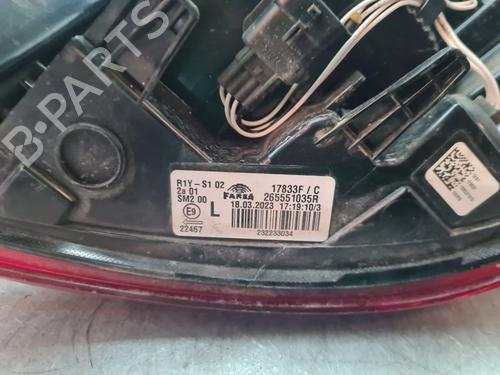 B-PARTS
R1Y-S1 02
2a 01
SM2 00
FARBA
17833F / C
265551035R
E9
L
18.03.2023 17:19:10/3
22467
232233034